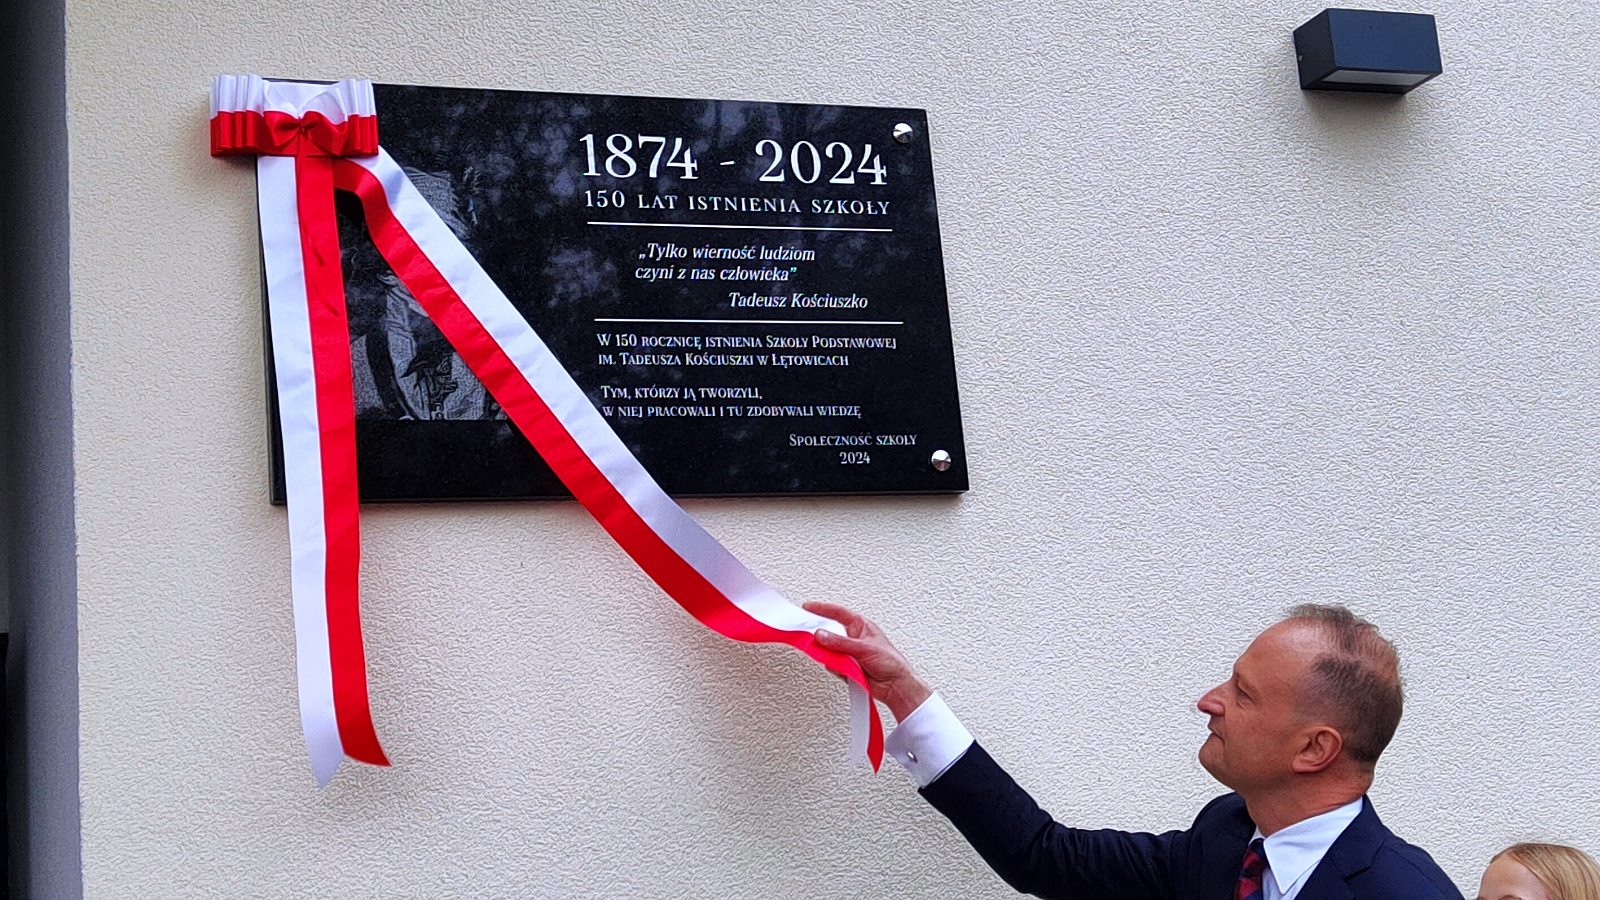 1874 - 2024
150 LAT ISTNIENIA SZKOŁY
„Tylko wierność ludziom
czyni z nas człowieka”
Tadeusz Kościuszko
W 150 ROCZNICĘ ISTNIENIA SZKOŁY PODSTAWOWEJ
IM. TADEUSZA KOŚCIUSZKI W ŁĘTOWICACH
TYM, KTÓRZY JĄ TWORZYLI,
W NIEJ PRACOWALI I TU ZDOBYWALI WIEDZĘ
SPOŁECZNOŚĆ SZKOŁY
2024